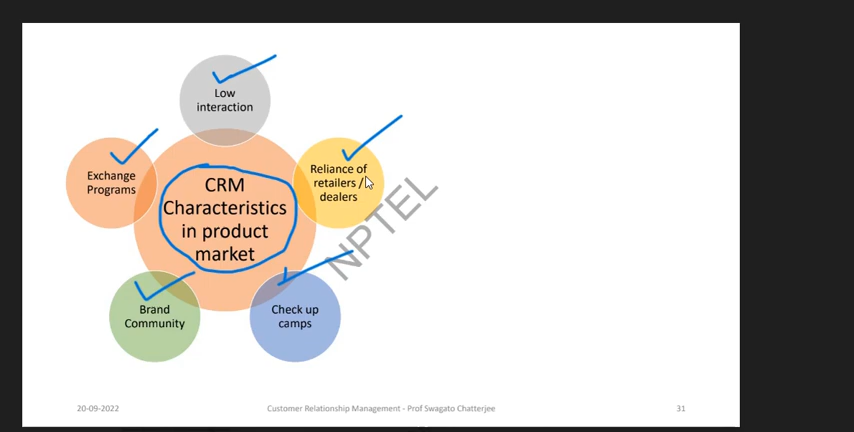 Low
interaction
Exchange
Programs
Reliance of
retailers /
dealers
CRM
Characteristics
in product
market
NPTEL
Brand
Community
Check up
camps
20-09-2022
Customer Relationship Management - Prof Swagato Chatterjee
31